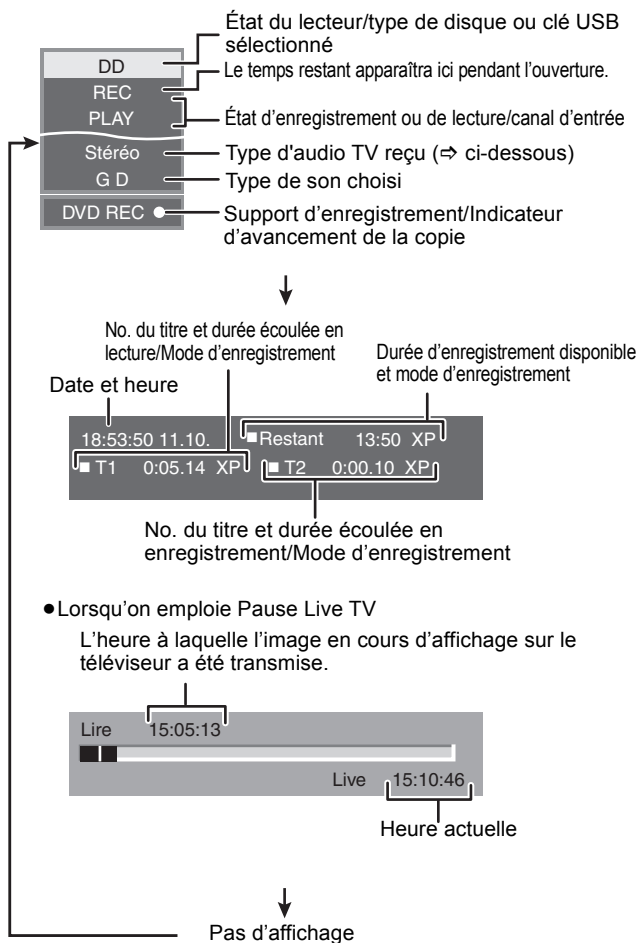 État du lecteur/type de disque ou clé USB
sélectionné
DD
Le temps restant apparaîtra ici pendant l'ouverture.
REC
PLAY
État d'enregistrement ou de lecture/canal d'entrée
Stéréo
Type d'audio TV reçu (⇨ ci-dessous)
G D
Type de son choisi
DVD REC ●
Support d'enregistrement/Indicateur
d'avancement de la copie
No. du titre et durée écoulée en
lecture/Mode d'enregistrement
Durée d'enregistrement disponible
et mode d'enregistrement
Date et heure
18:53:50 11.10.
■ Restant 13:50 XP
■ T1 0:05.14 XP
■ T2 0:00.10 XP
No. du titre et durée écoulée en
enregistrement/Mode d'enregistrement
●Lorsqu'on emploie Pause Live TV
L'heure à laquelle l'image en cours d'affichage sur le
téléviseur a été transmise.
Lire 15:05:13
Live 15:10:46
Heure actuelle
Pas d'affichage